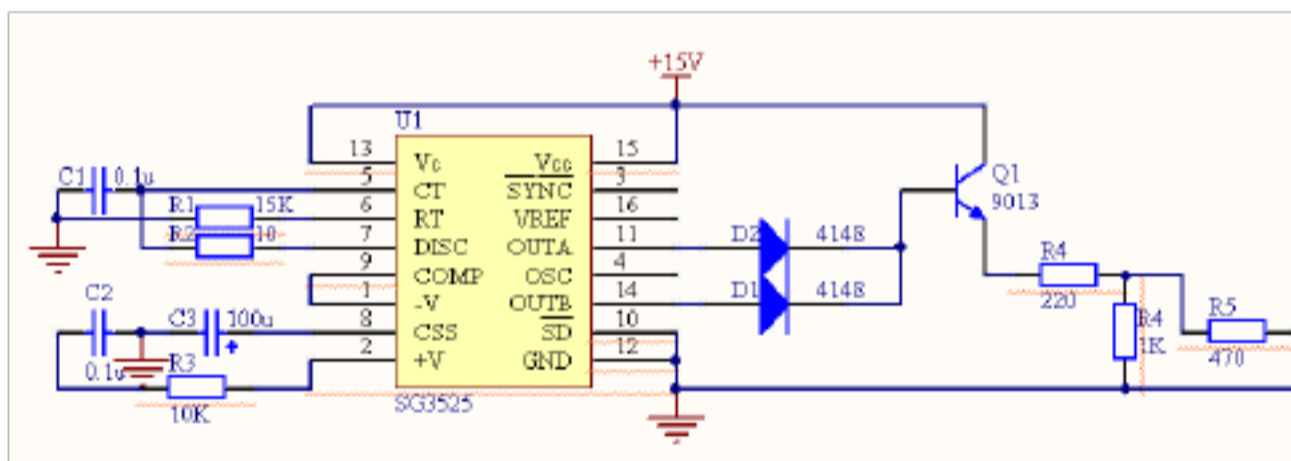 +15V
U1
13 Vc Vcc 15
C1 0.1u 5 CT SYNC 3
R1 15K 6 RT VREF 16
R2 10 7 DISC OUTA 11
9 COMP OSC 4
1 -V OUTB 14
8 CSS SD 10
2 +V GND 12
SG3525
C2
0.1u
C3 100u
R3
10K
D2 4148
D1 4148
Q1
9013
R4
220
R4
1K
R5
470